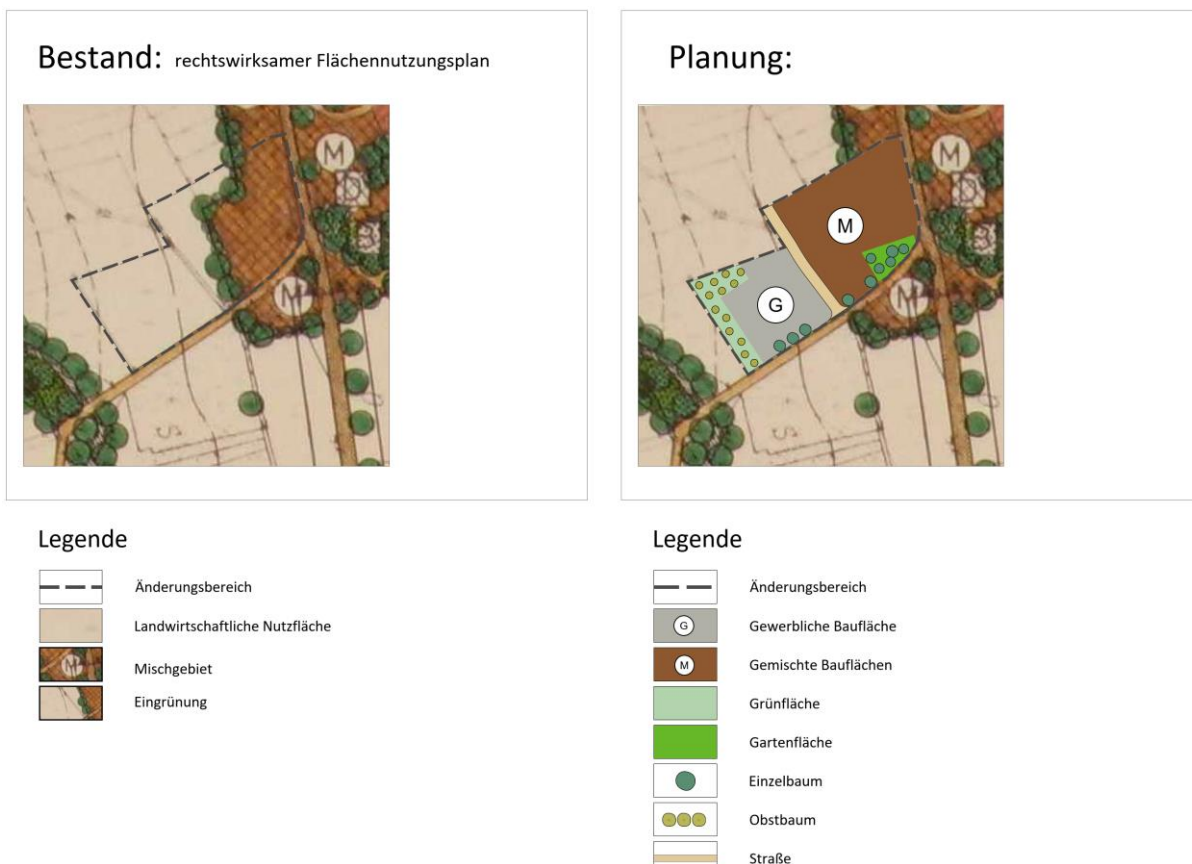 Bestand: rechtswirksamer Flächennutzungsplan
M
M
Legende
Änderungsbereich
Landwirtschaftliche Nutzfläche
M
Mischgebiet
Eingrünung
Planung:
M
M
G
M
Legende
Änderungsbereich
G
Gewerbliche Baufläche
M
Gemischte Bauflächen
Grünfläche
Gartenfläche
Einzelbaum
Obstbaum
Straße